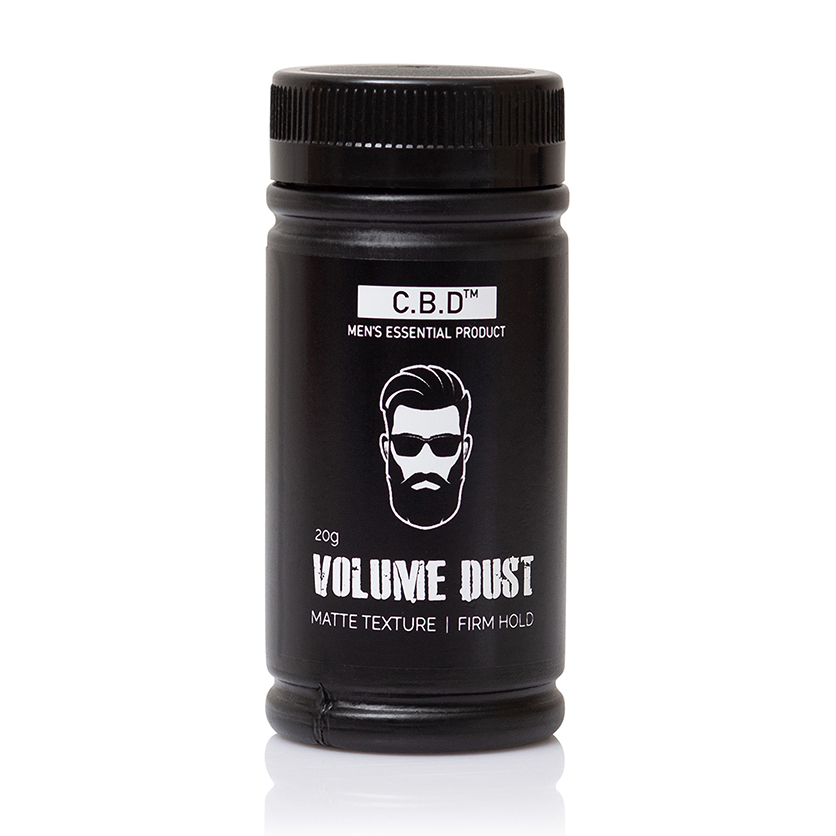 C.B.D™
MEN'S ESSENTIAL PRODUCT
20g
VOLUME DUST
MATTE TEXTURE | FIRM HOLD